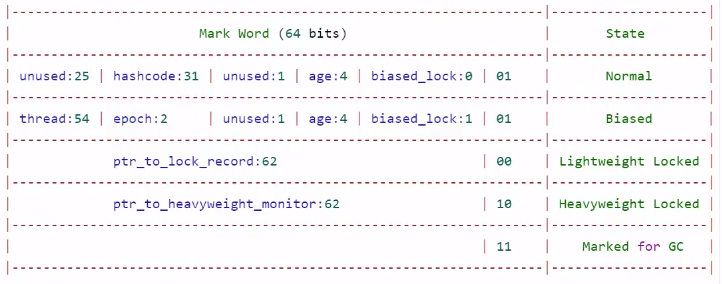 |--------------------------------------------------------------------|--------------------|
| Mark Word (64 bits) | State |
|--------------------------------------------------------------------|--------------------|
| unused:25 | hashcode:31 | unused:1 | age:4 | biased_lock:0 | 01 | Normal |
|--------------------------------------------------------------------|--------------------|
| thread:54 | epoch:2 | unused:1 | age:4 | biased_lock:1 | 01 | Biased |
|--------------------------------------------------------------------|--------------------|
| ptr_to_lock_record:62 | 00 | Lightweight Locked |
|--------------------------------------------------------------------|--------------------|
| ptr_to_heavyweight_monitor:62 | 10 | Heavyweight Locked |
|--------------------------------------------------------------------|--------------------|
| | 11 | Marked for GC |
|--------------------------------------------------------------------|--------------------|